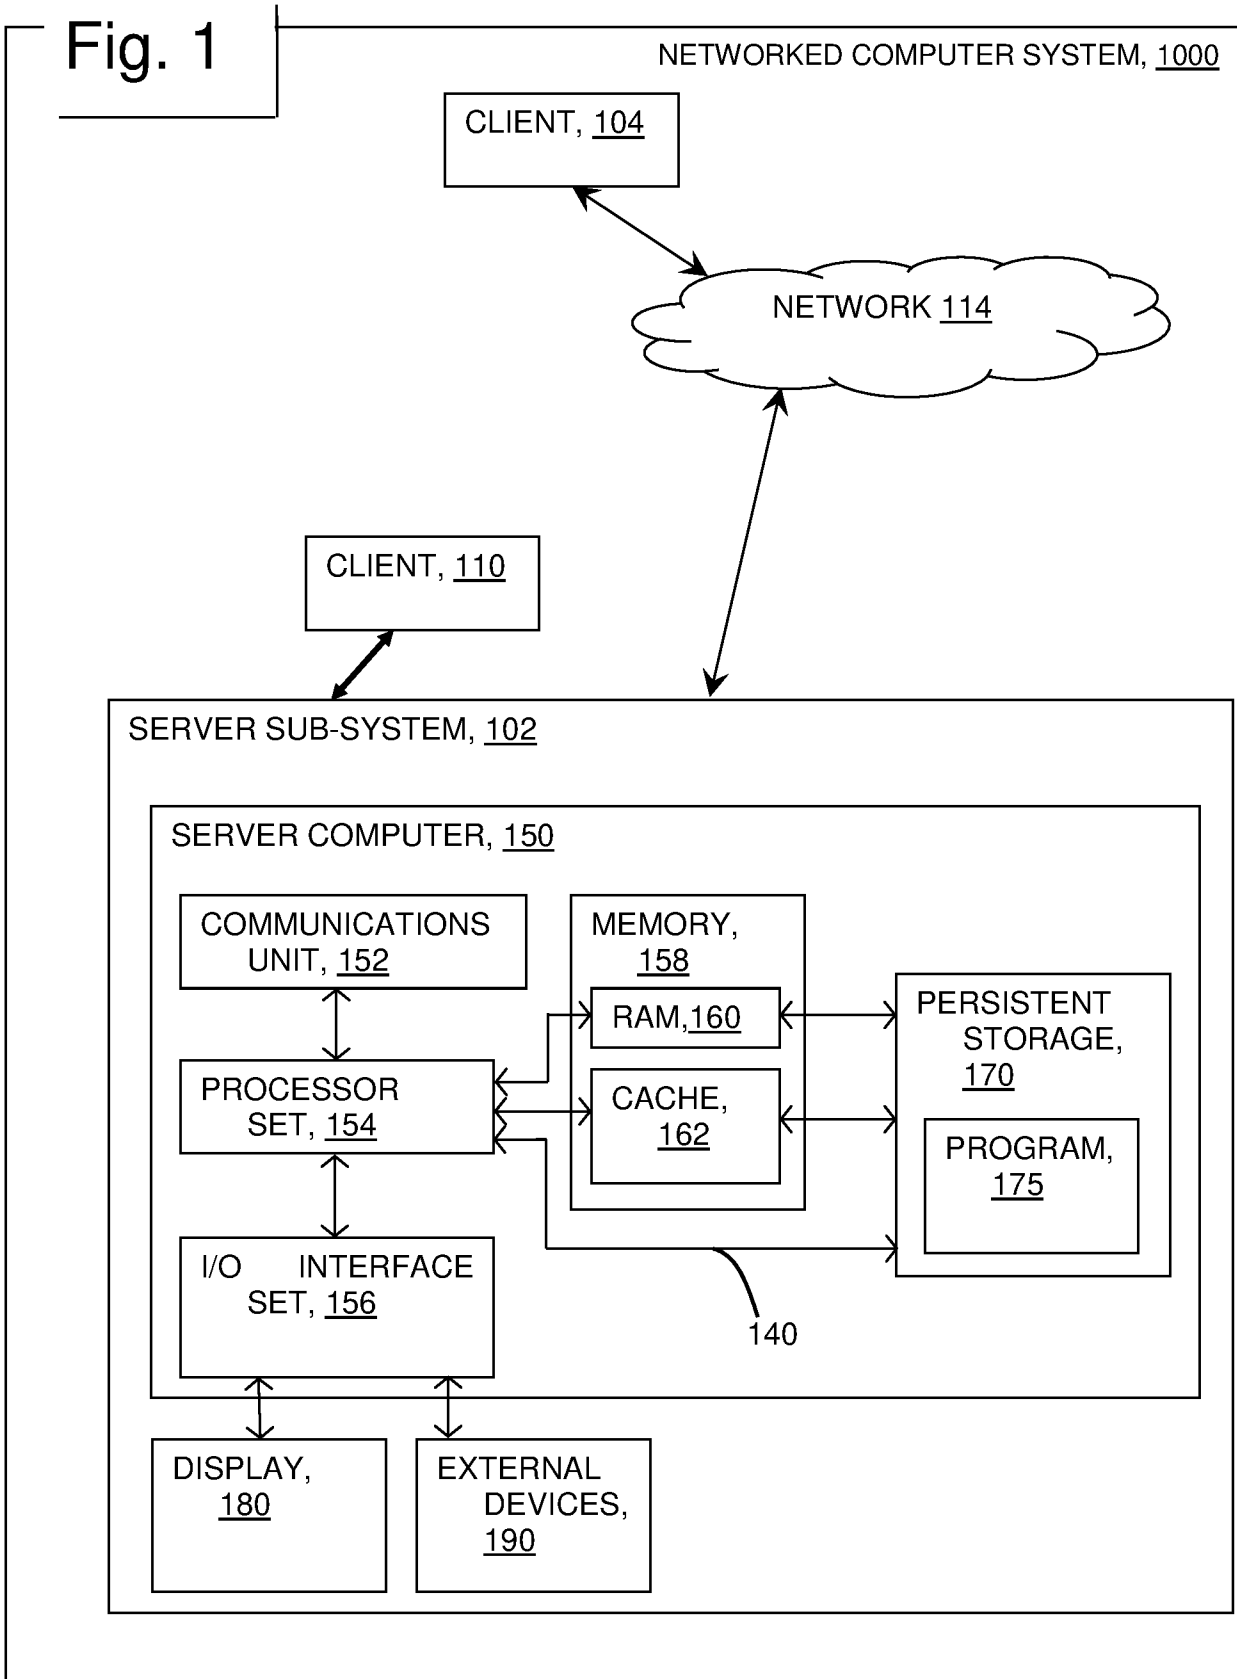 Fig. 1
NETWORKED COMPUTER SYSTEM, 1000
CLIENT, 104
NETWORK 114
CLIENT, 110
SERVER SUB-SYSTEM, 102
SERVER COMPUTER, 150
COMMUNICATIONS
UNIT, 152
MEMORY,
158
RAM,160
PERSISTENT
STORAGE,
170
PROCESSOR
SET, 154
CACHE,
162
PROGRAM,
175
I/O INTERFACE
SET, 156
140
DISPLAY,
180
EXTERNAL
DEVICES,
190